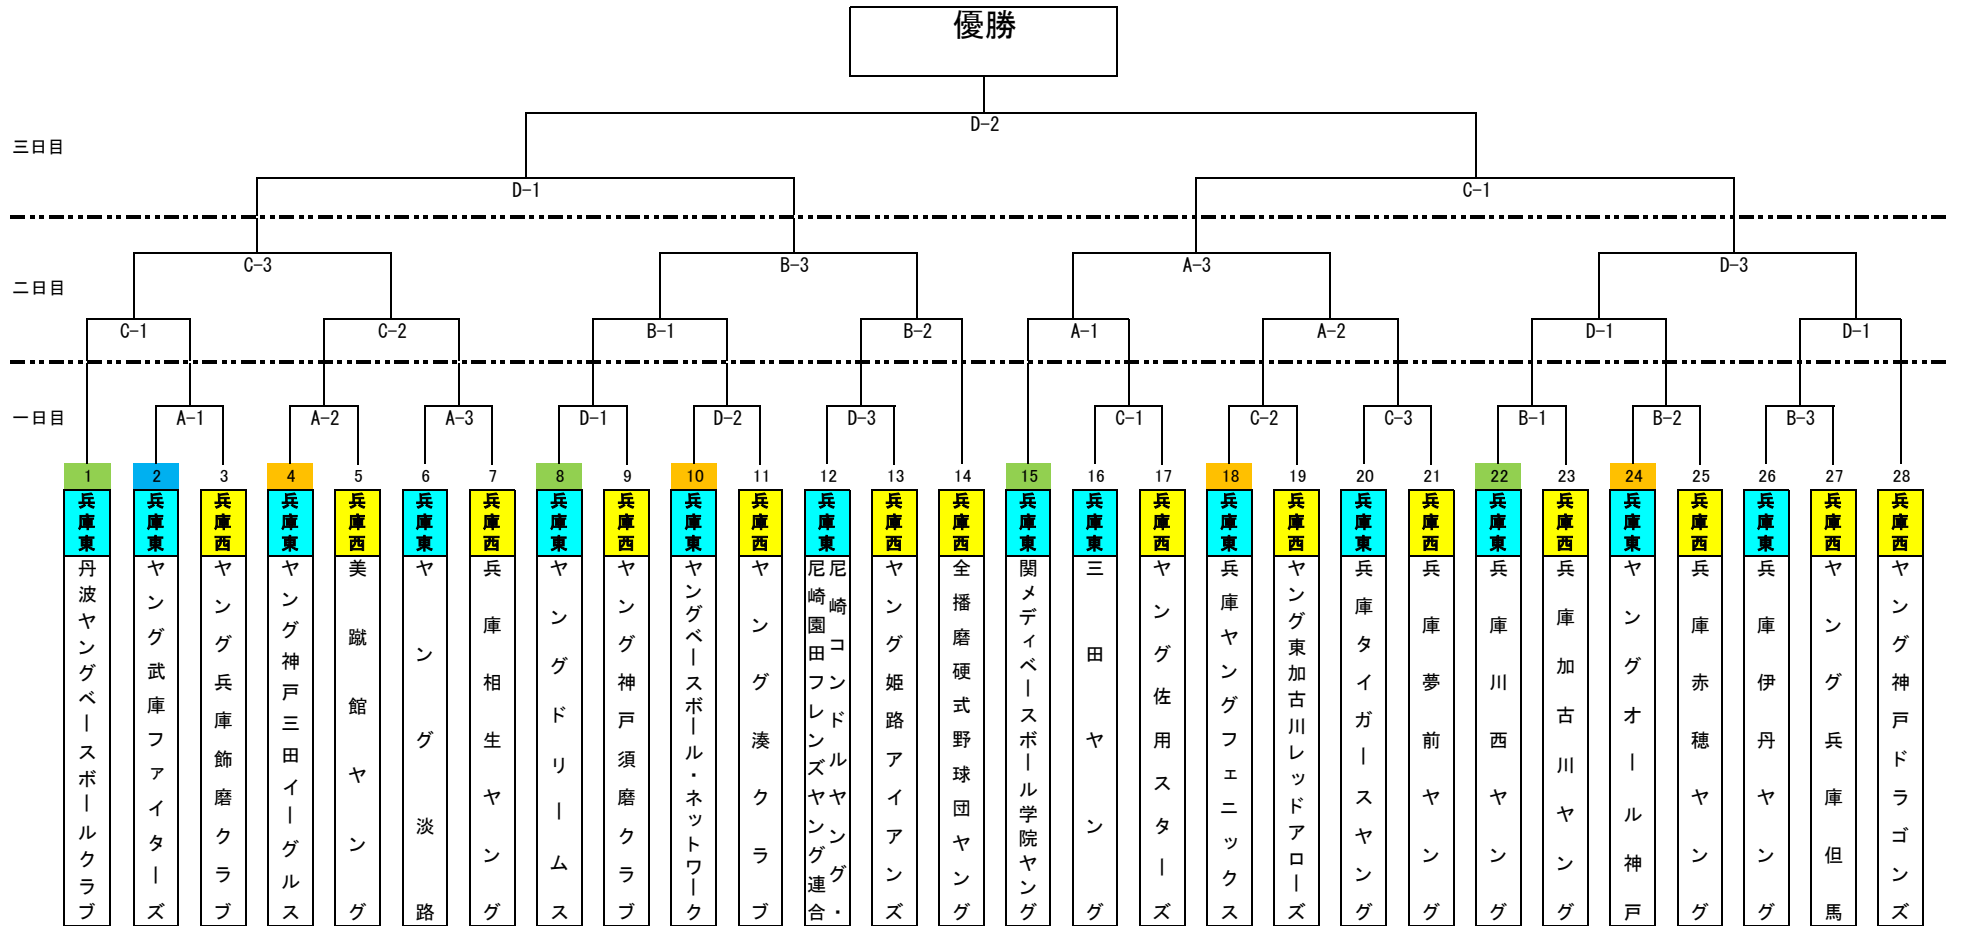 優勝
D-2
三日目
D-1
C-1
C-3
B-3
A-3
D-3
二日目
C-1
C-2
B-1
B-2
A-1
A-2
D-1
D-1
一日目
A-1
A-2
A-3
D-1
D-2
D-3
C-1
C-2
C-3
B-1
B-2
B-3
1 兵庫東 丹波ヤングベースボールクラブ
2 兵庫東 ヤング武庫ファイターズ
3 兵庫西 ヤング兵庫飾磨クラブ
4 兵庫東 ヤング神戸三田イーグルス
5 兵庫西 美蹴館ヤング
6 兵庫東 ヤング淡路
7 兵庫西 兵庫相生ヤング
8 兵庫東 ヤングドリームス
9 兵庫西 ヤング神戸須磨クラブ
10 兵庫東 ヤングベースボール・ネットワーク
11 兵庫西 ヤング湊クラブ
12 兵庫東 尼崎コンドルヤング・
尼崎園田フレンズヤング連合
13 兵庫西 ヤング姫路アイアンズ
14 兵庫西 全播磨硬式野球団ヤング
15 兵庫東 関メディベースボール学院ヤング
16 兵庫東 三田ヤング
17 兵庫西 ヤング佐用スターズ
18 兵庫東 兵庫ヤングフェニックス
19 兵庫西 ヤング東加古川レッドアローズ
20 兵庫東 兵庫タイガースヤング
21 兵庫西 兵庫夢前ヤング
22 兵庫東 兵庫川西ヤング
23 兵庫西 兵庫加古川ヤング
24 兵庫東 ヤングオール神戸
25 兵庫西 兵庫赤穂ヤング
26 兵庫東 兵庫伊丹ヤング
27 兵庫西 ヤング兵庫但馬
28 兵庫西 ヤング神戸ドラゴンズ